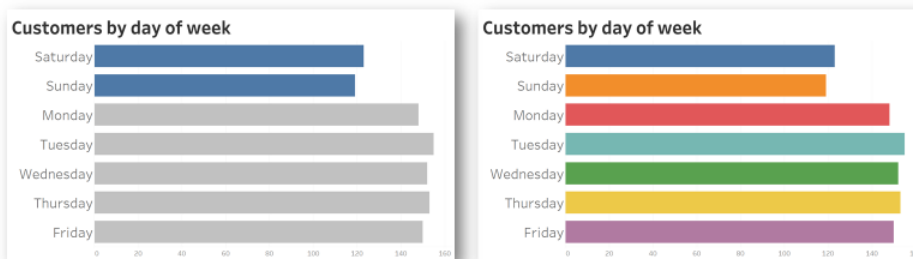 Customers by day of week
Saturday
Sunday
Monday
Tuesday
Wednesday
Thursday
Friday
0 20 40 60 80 100 120 140 160
Customers by day of week
Saturday
Sunday
Monday
Tuesday
Wednesday
Thursday
Friday
0 20 40 60 80 100 120 140